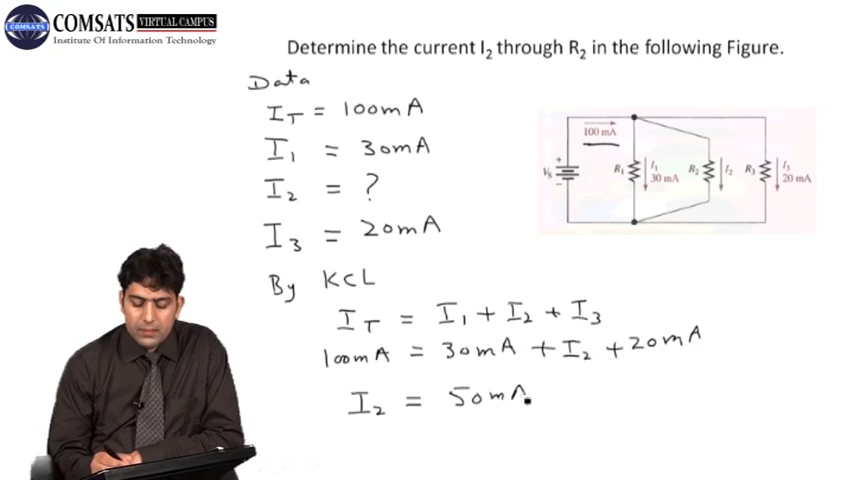 COMSATS VIRTUAL CAMPUS
Institute Of Information Technology
Determine the current I2 through R2 in the following Figure.
Data
IT = 100mA
I1 = 30mA
I2 = ?
I3 = 20mA
100 mA
VS + −
R1 I1 30 mA
R2 I2
R3 I3 20 mA
By KCL
IT = I1 + I2 + I3
100mA = 30mA + I2 + 20mA
I2 = 50mA